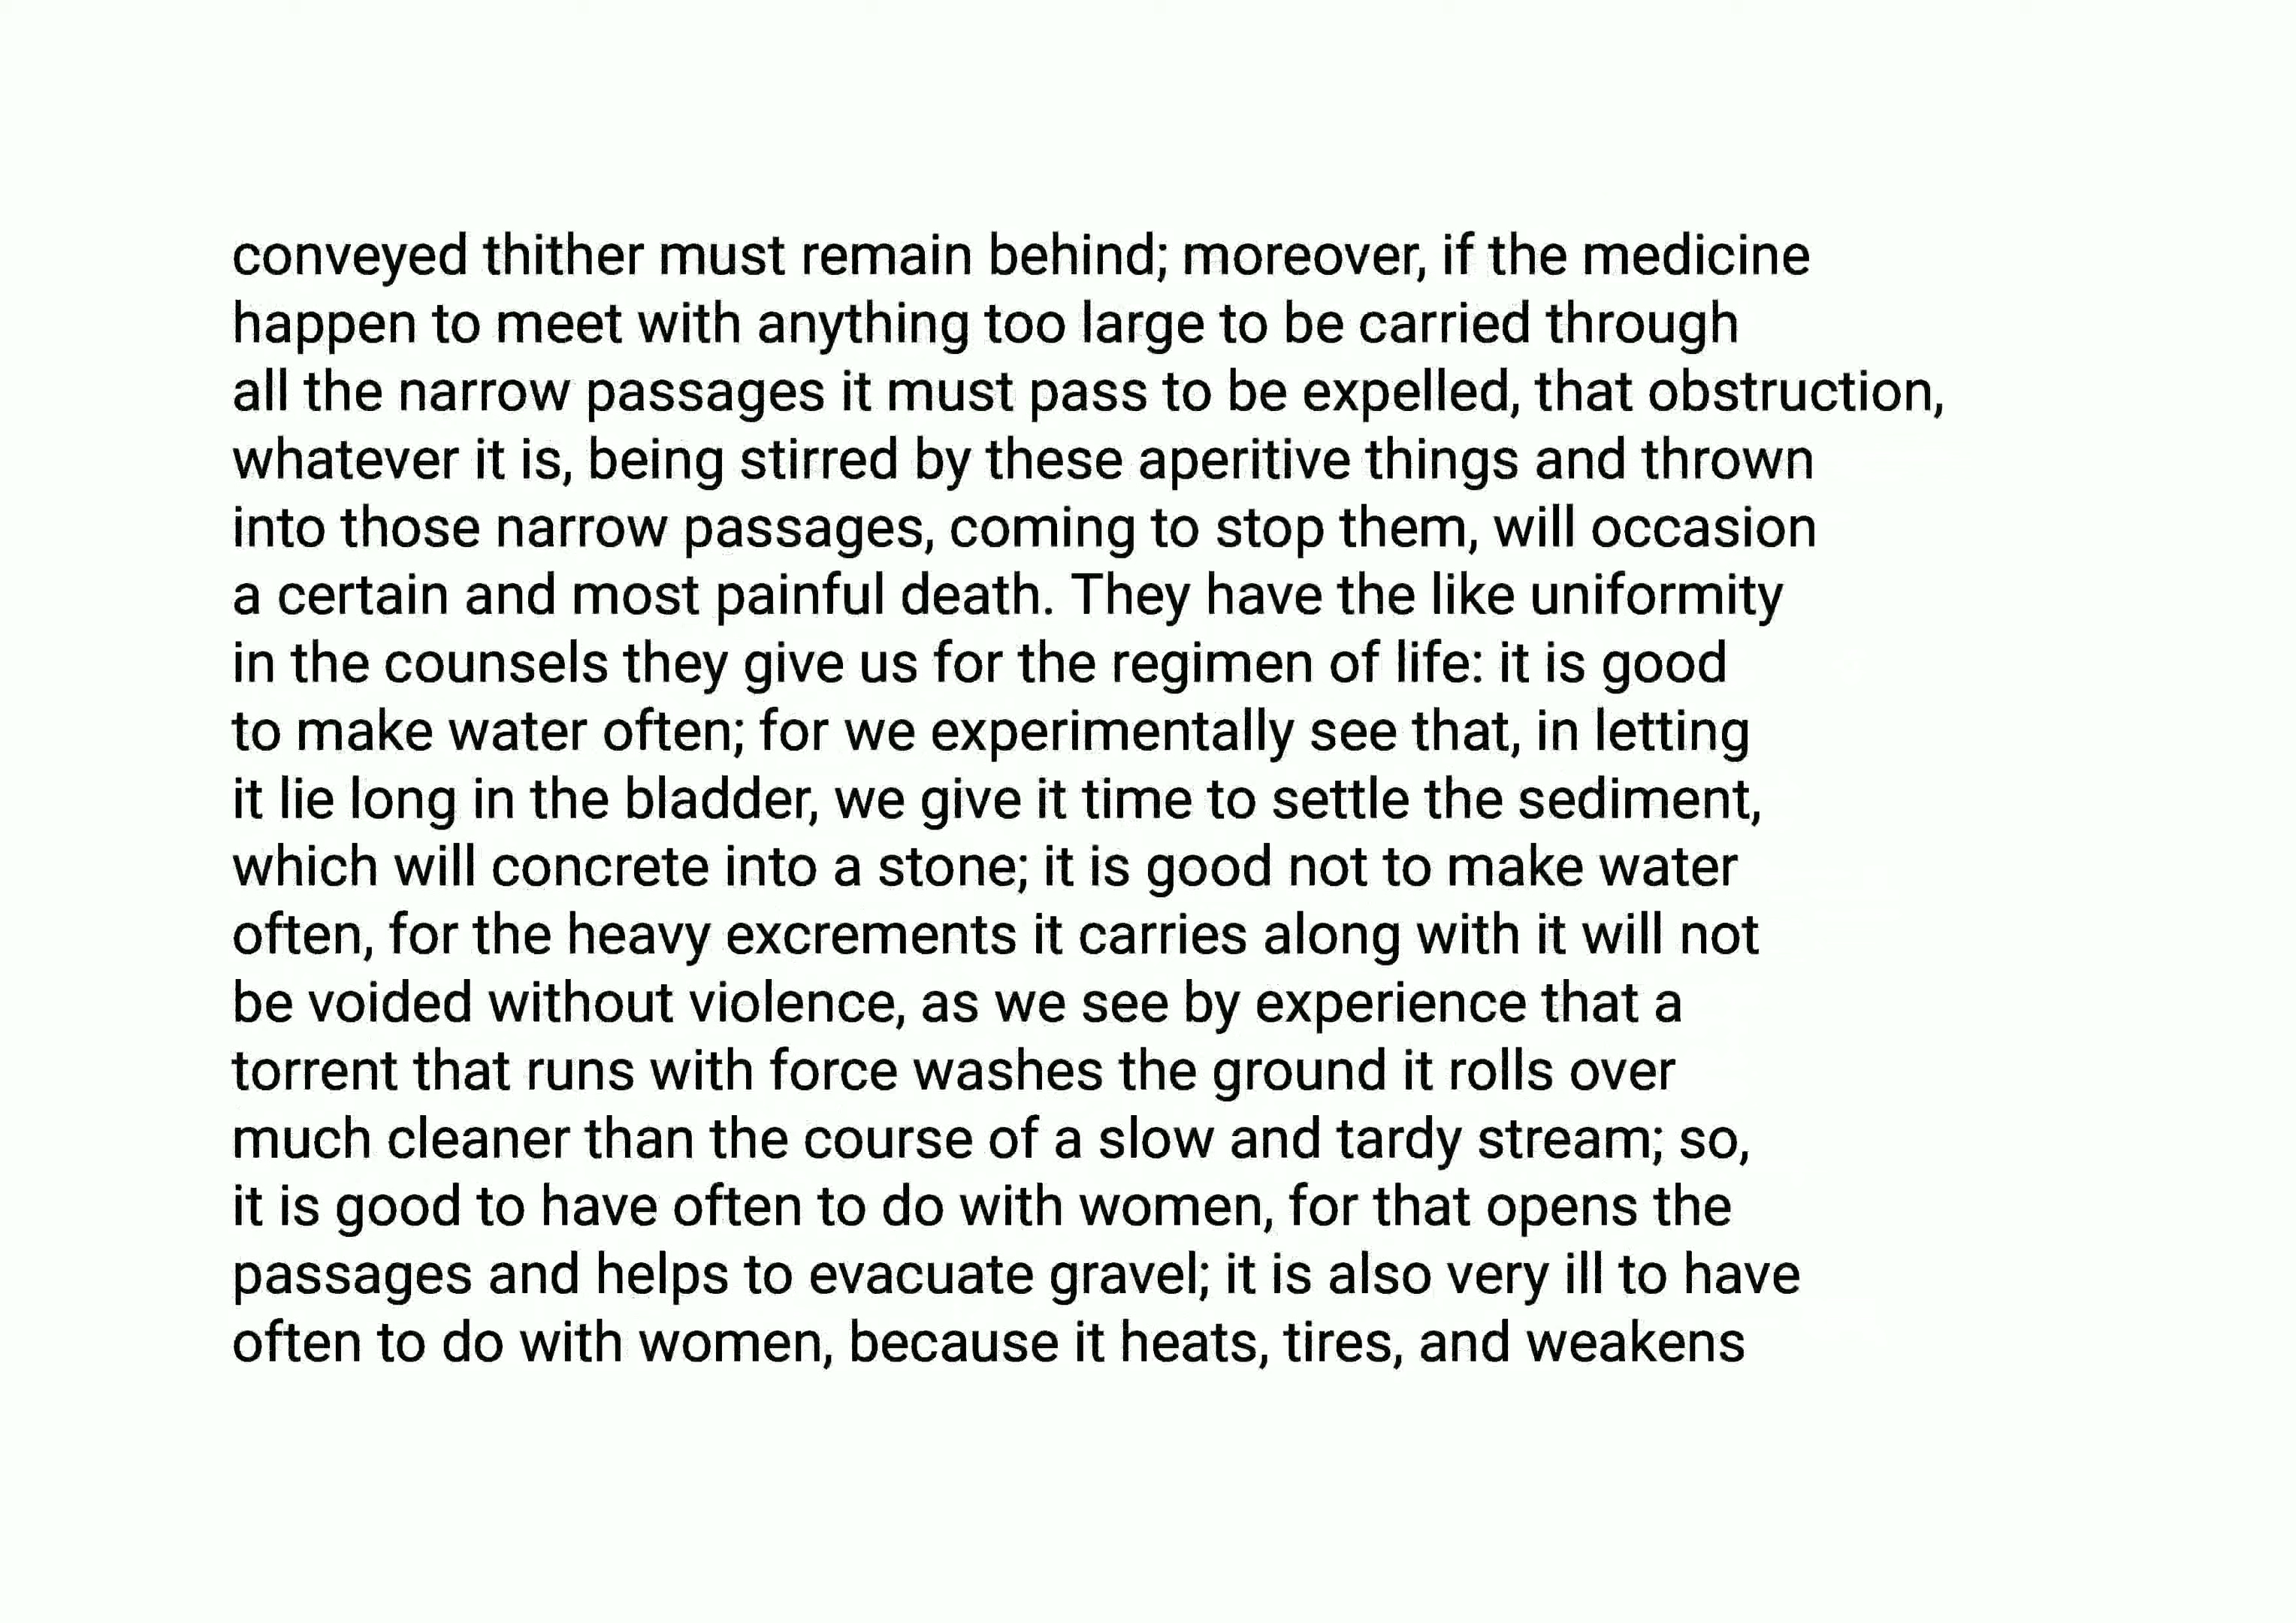 conveyed thither must remain behind; moreover, if the medicine
happen to meet with anything too large to be carried through
all the narrow passages it must pass to be expelled, that obstruction,
whatever it is, being stirred by these aperitive things and thrown
into those narrow passages, coming to stop them, will occasion
a certain and most painful death. They have the like uniformity
in the counsels they give us for the regimen of life: it is good
to make water often; for we experimentally see that, in letting
it lie long in the bladder, we give it time to settle the sediment,
which will concrete into a stone; it is good not to make water
often, for the heavy excrements it carries along with it will not
be voided without violence, as we see by experience that a
torrent that runs with force washes the ground it rolls over
much cleaner than the course of a slow and tardy stream; so,
it is good to have often to do with women, for that opens the
passages and helps to evacuate gravel; it is also very ill to have
often to do with women, because it heats, tires, and weakens